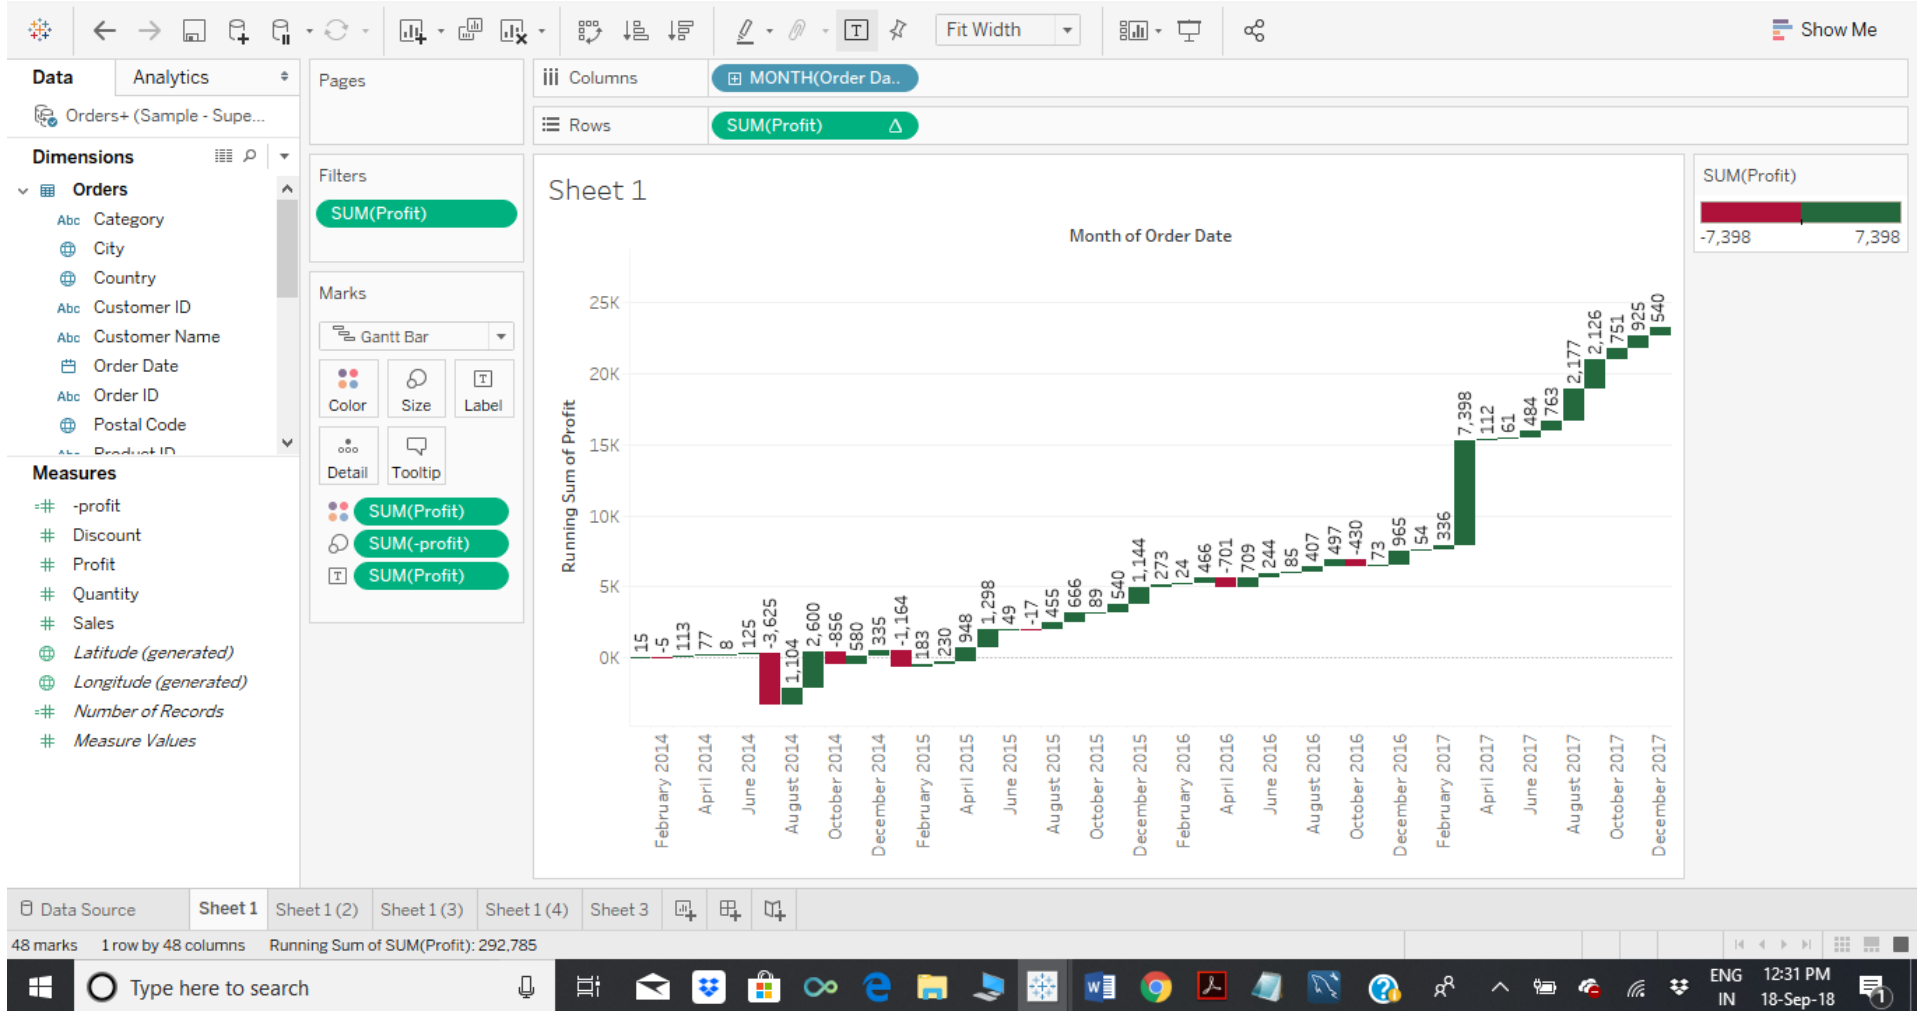 Fit Width
Show Me
Data
Analytics
Pages
Columns
MONTH(Order Da..
Orders+ (Sample - Supe...
Rows
SUM(Profit)
Dimensions
Orders
Abc Category
City
Country
Abc Customer ID
Abc Customer Name
Order Date
Abc Order ID
Postal Code
Abc Product ID
Measures
-profit
Discount
Profit
Quantity
Sales
Latitude (generated)
Longitude (generated)
Number of Records
Measure Values
Filters
SUM(Profit)
Marks
Gantt Bar
Color
Size
Label
Detail
Tooltip
SUM(Profit)
SUM(-profit)
SUM(Profit)
Sheet 1
Month of Order Date
Running Sum of Profit
25K
20K
15K
10K
5K
0K
15
-5
113
77
8
125
-3,625
1,104
2,600
-856
580
335
-1,164
183
230
948
1,298
49
-17
455
666
89
540
1,144
273
24
466
-701
709
244
85
407
497
-430
73
965
54
336
7,398
112
61
484
763
2,177
2,126
751
925
540
February 2014
April 2014
June 2014
August 2014
October 2014
December 2014
February 2015
April 2015
June 2015
August 2015
October 2015
December 2015
February 2016
April 2016
June 2016
August 2016
October 2016
December 2016
February 2017
April 2017
June 2017
August 2017
October 2017
December 2017
SUM(Profit)
-7,398
7,398
Data Source
Sheet 1
Sheet 1 (2)
Sheet 1 (3)
Sheet 1 (4)
Sheet 3
48 marks
1 row by 48 columns
Running Sum of SUM(Profit): 292,785
Type here to search
ENG
IN
12:31 PM
18-Sep-18
1